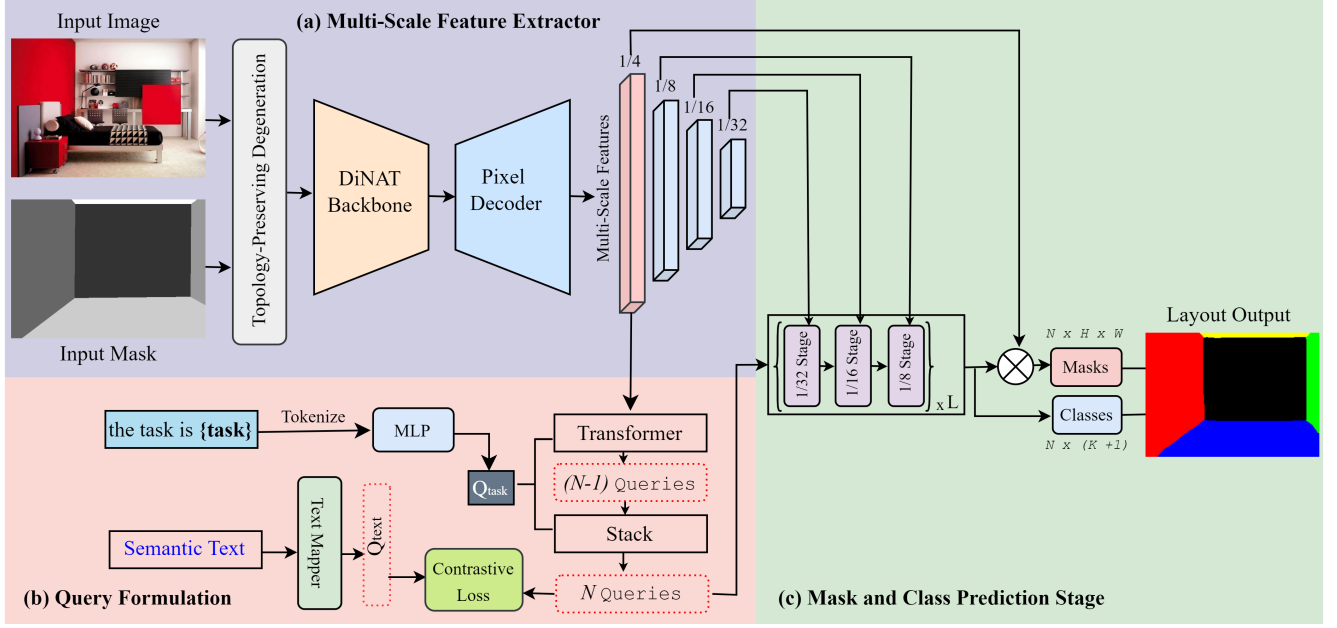 Input Image
(a) Multi-Scale Feature Extractor
Topology-Preserving Degeneration
Input Mask
DiNAT
Backbone
Pixel
Decoder
Multi-Scale Features
1/4
1/8
1/16
1/32
the task is {task}
Tokenize
MLP
Qtask
Transformer
(N-1) Queries
Stack
N Queries
Semantic Text
Text Mapper
Qtext
Contrastive
Loss
(b) Query Formulation
1/32 Stage
1/16 Stage
1/8 Stage
x L
N x H x W
Masks
Classes
N x (K +1)
Layout Output
(c) Mask and Class Prediction Stage